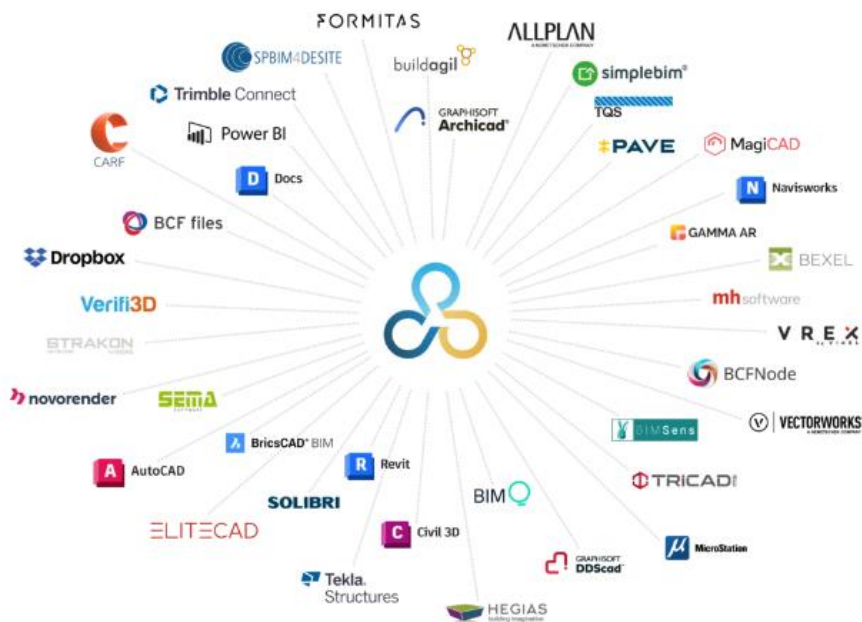 FORMITAS
ALLPLAN
A NEMETSCHEK COMPANY
SPBIM4DESITE
buildagil
simplebim®
Trimble Connect
TQS
CARF
Power BI
GRAPHISOFT
Archicad®
PAVE
MagiCAD
D Docs
N Navisworks
BCF files
GAMMA AR
Dropbox
BEXEL
Verifi3D
mhsoftware
VREX
STRAKON
BCFNode
novorender
SEMA
SOFTWARE
V VECTORWORKS
A NEMETSCHEK COMPANY
BIMSens
BricsCAD® BIM
A AutoCAD
R Revit
TRICAD
SOLIBRI
BIMQ
ELITECAD
C Civil 3D
µ MicroStation
GRAPHISOFT
DDScad™
Tekla®
Structures
HEGIAS
building imagination